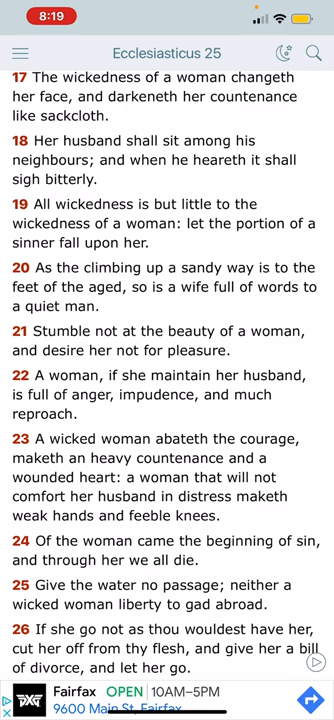 8:19
Ecclesiasticus 25
17 The wickedness of a woman changeth
her face, and darkeneth her countenance
like sackcloth.
18 Her husband shall sit among his
neighbours; and when he heareth it shall
sigh bitterly.
19 All wickedness is but little to the
wickedness of a woman: let the portion of a
sinner fall upon her.
20 As the climbing up a sandy way is to the
feet of the aged, so is a wife full of words to
a quiet man.
21 Stumble not at the beauty of a woman,
and desire her not for pleasure.
22 A woman, if she maintain her husband,
is full of anger, impudence, and much
reproach.
23 A wicked woman abateth the courage,
maketh an heavy countenance and a
wounded heart: a woman that will not
comfort her husband in distress maketh
weak hands and feeble knees.
24 Of the woman came the beginning of sin,
and through her we all die.
25 Give the water no passage; neither a
wicked woman liberty to gad abroad.
26 If she go not as thou wouldest have her,
cut her off from thy flesh, and give her a bill
of divorce, and let her go.
PXG
Fairfax OPEN 10AM–5PM
9600 Main St, Fairfax